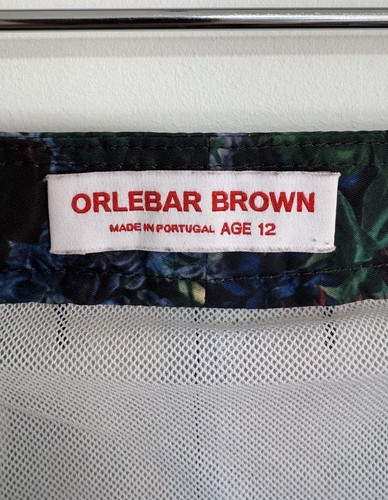 ORLEBAR BROWN
MADE IN PORTUGAL AGE 12